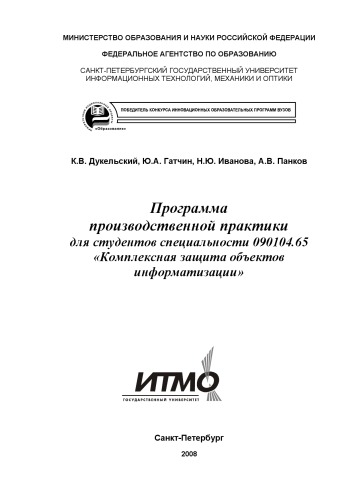 МИНИСТЕРСТВО ОБРАЗОВАНИЯ И НАУКИ РОССИЙСКОЙ ФЕДЕРАЦИИ
ФЕДЕРАЛЬНОЕ АГЕНТСТВО ПО ОБРАЗОВАНИЮ
САНКТ-ПЕТЕРБУРГСКИЙ ГОСУДАРСТВЕННЫЙ УНИВЕРСИТЕТ
ИНФОРМАЦИОННЫХ ТЕХНОЛОГИЙ, МЕХАНИКИ И ОПТИКИ
ПОБЕДИТЕЛЬ КОНКУРСА ИННОВАЦИОННЫХ ОБРАЗОВАТЕЛЬНЫХ ПРОГРАММ ВУЗОВ
«Образование»
К.В. Дукельский, Ю.А. Гатчин, Н.Ю. Иванова, А.В. Панков
Программа
производственной практики
для студентов специальности 090104.65
«Комплексная защита объектов
информатизации»
ИТМО
ГОСУДАРСТВЕННЫЙ УНИВЕРСИТЕТ
Санкт-Петербург
2008